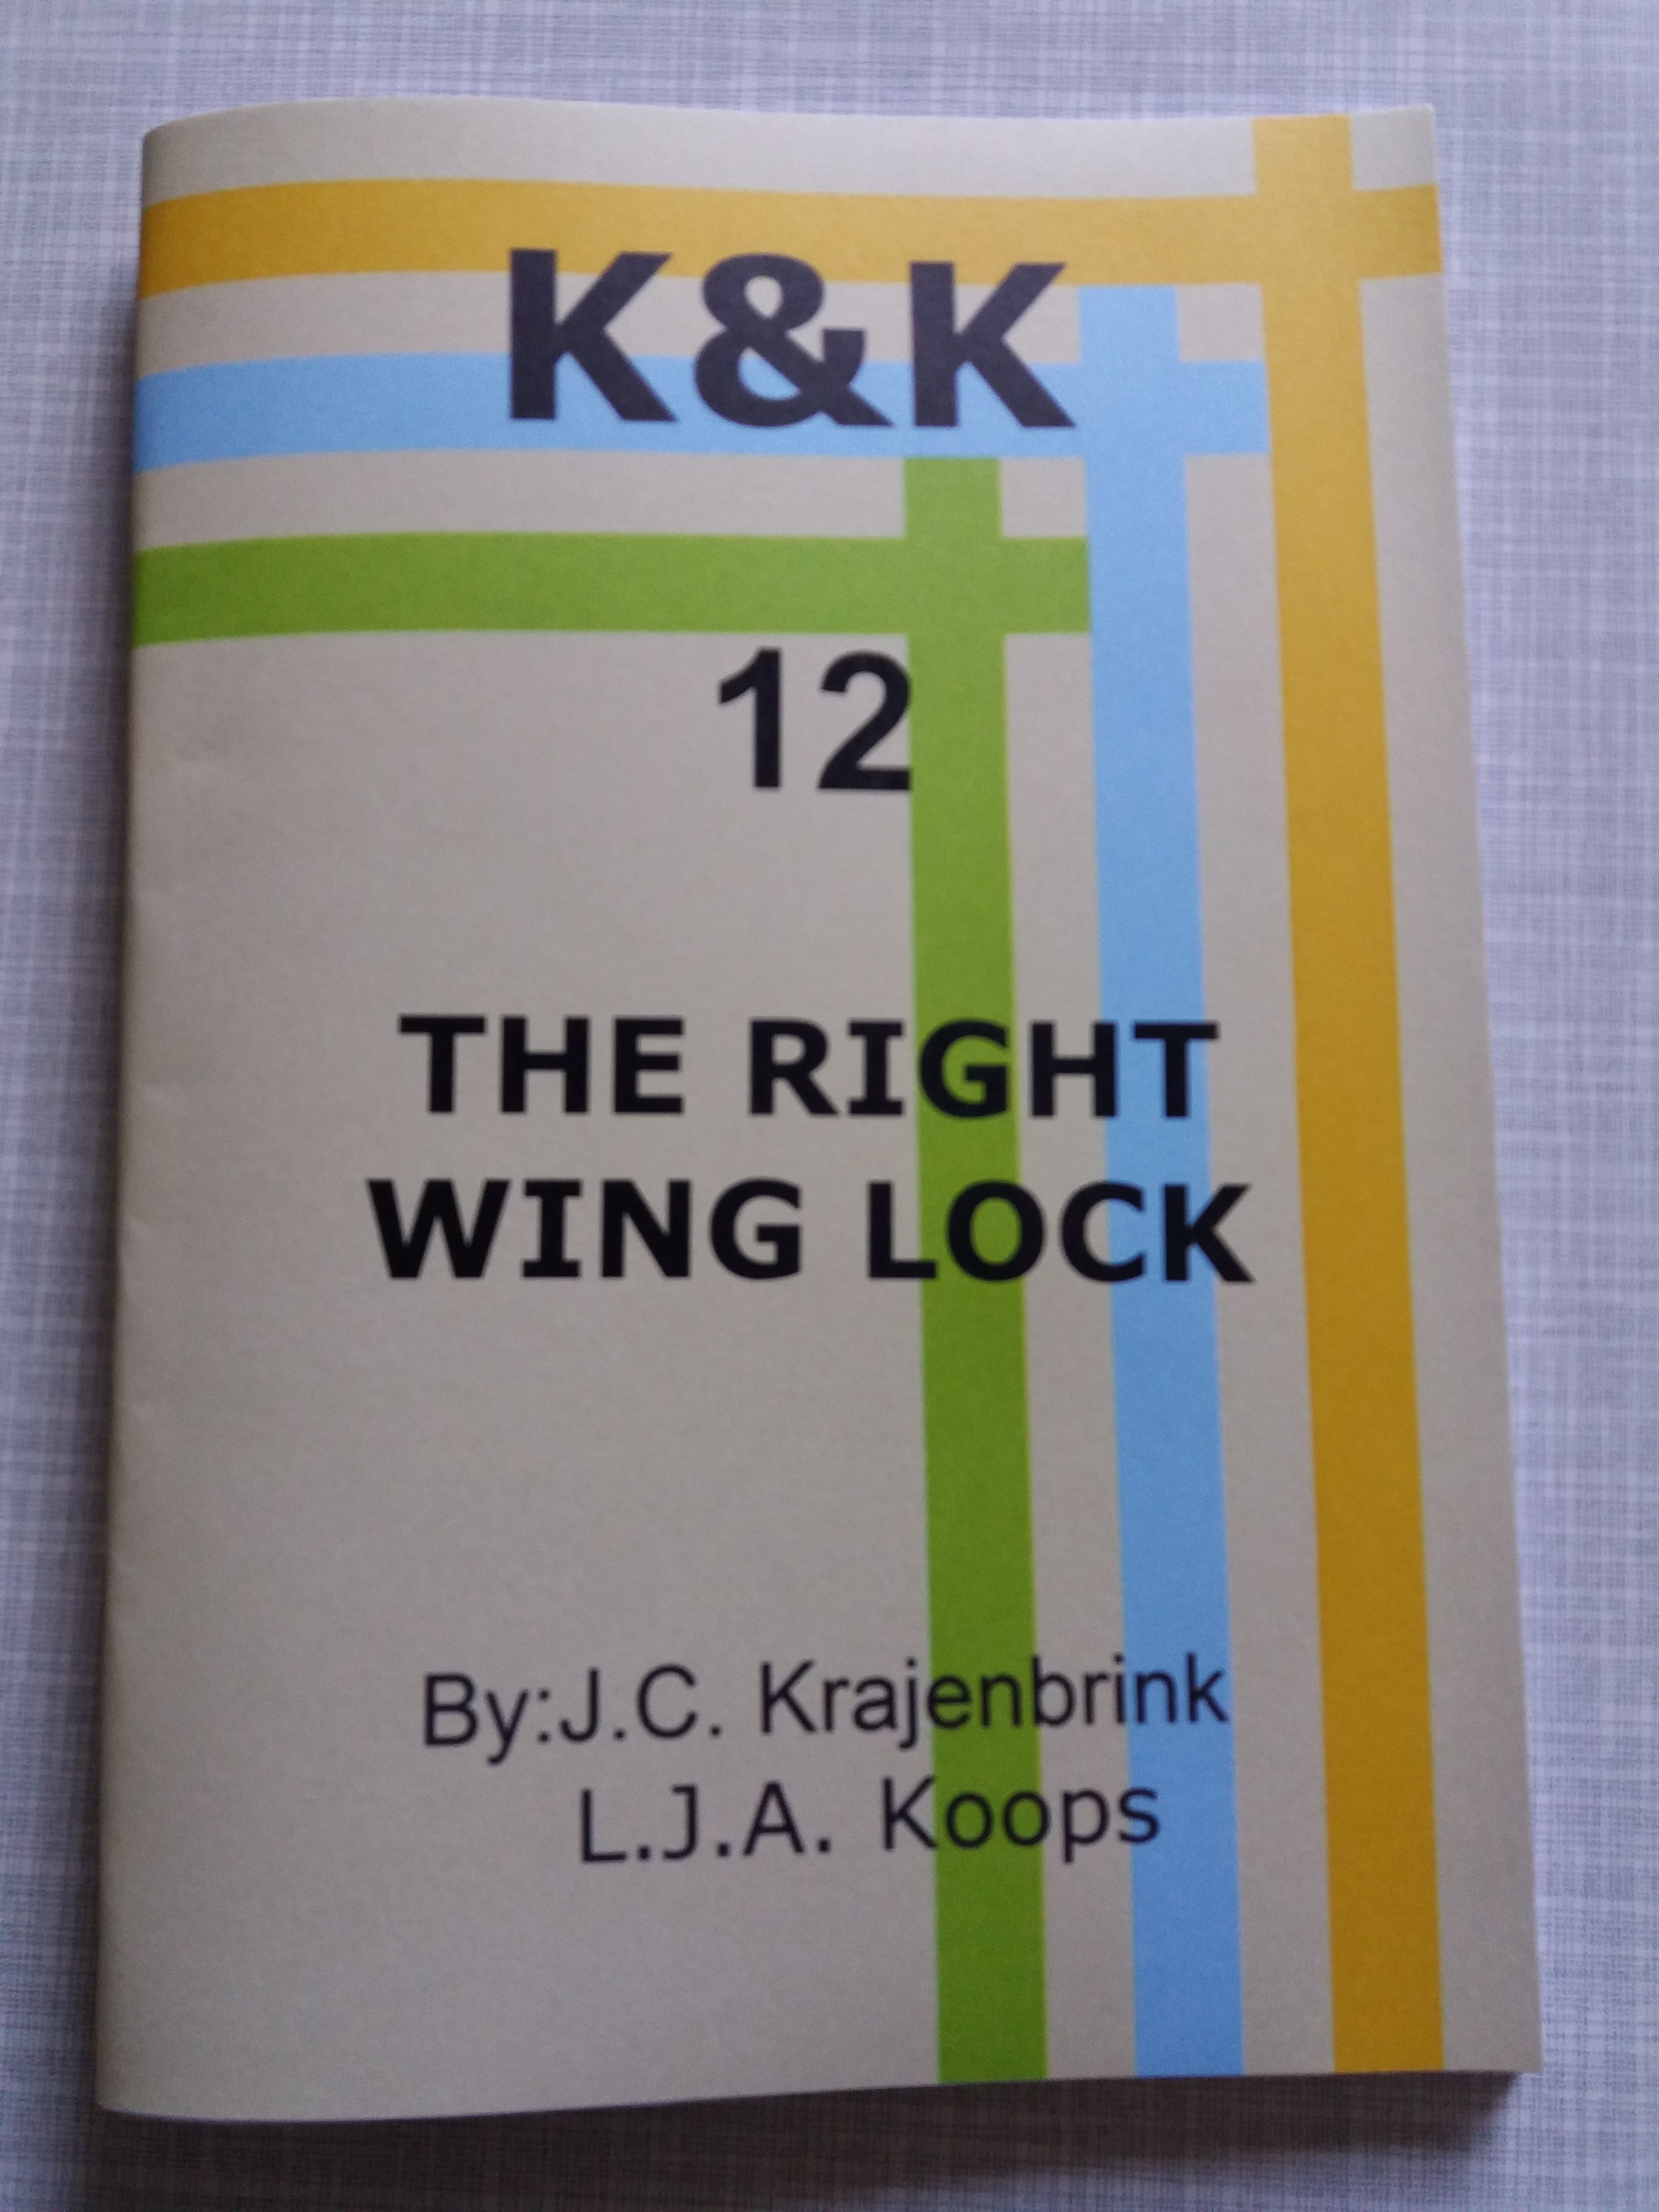 K&K
12
THE RIGHT
WING LOCK
By:J.C. Krajenbrink
L.J.A. Koops